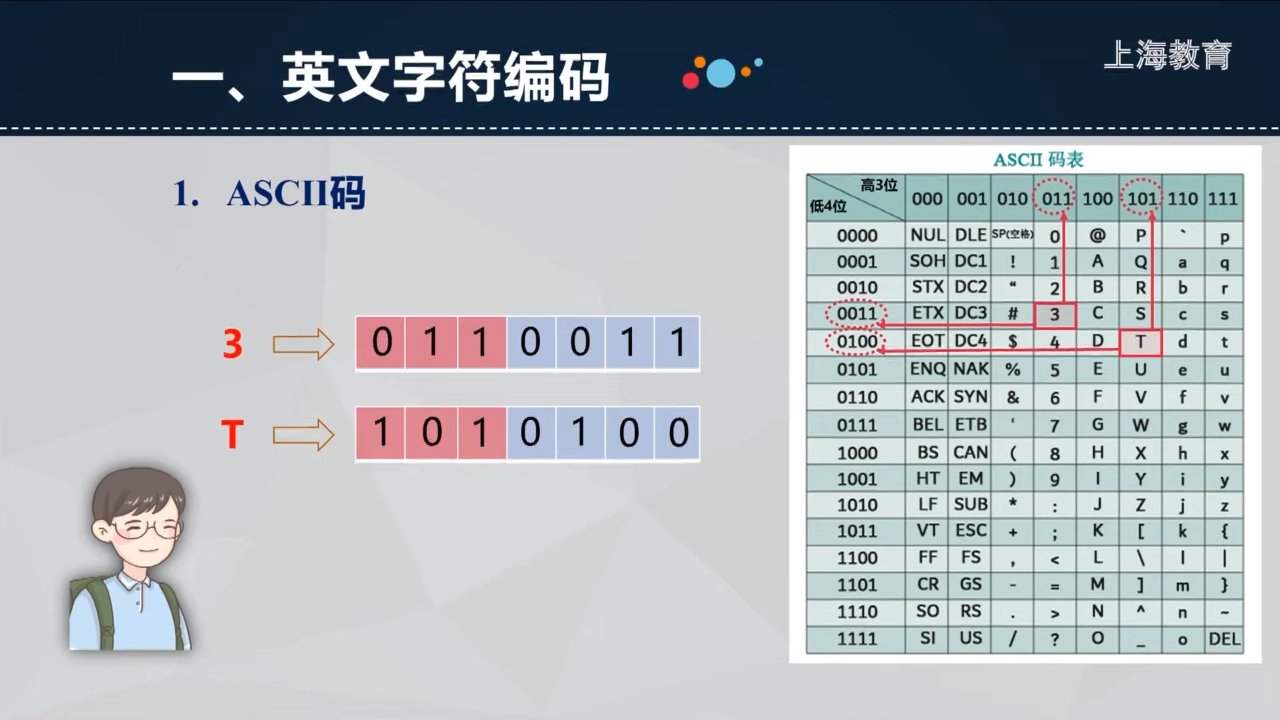 一、英文字符编码
上海教育
1. ASCII码
3 0 1 1 0 0 1 1
T 1 0 1 0 1 0 0
ASCII 码表
高3位
低4位 000 001 010 011 100 101 110 111
0000 NUL DLE SP(空格) 0 @ P ` p
0001 SOH DC1 ! 1 A Q a q
0010 STX DC2 “ 2 B R b r
0011 ETX DC3 # 3 C S c s
0100 EOT DC4 $ 4 D T d t
0101 ENQ NAK % 5 E U e u
0110 ACK SYN & 6 F V f v
0111 BEL ETB ‘ 7 G W g w
1000 BS CAN ( 8 H X h x
1001 HT EM ) 9 I Y i y
1010 LF SUB * : J Z j z
1011 VT ESC + ; K [ k {
1100 FF FS , < L \ l |
1101 CR GS - = M ] m }
1110 SO RS . > N ^ n ~
1111 SI US / ? O _ o DEL